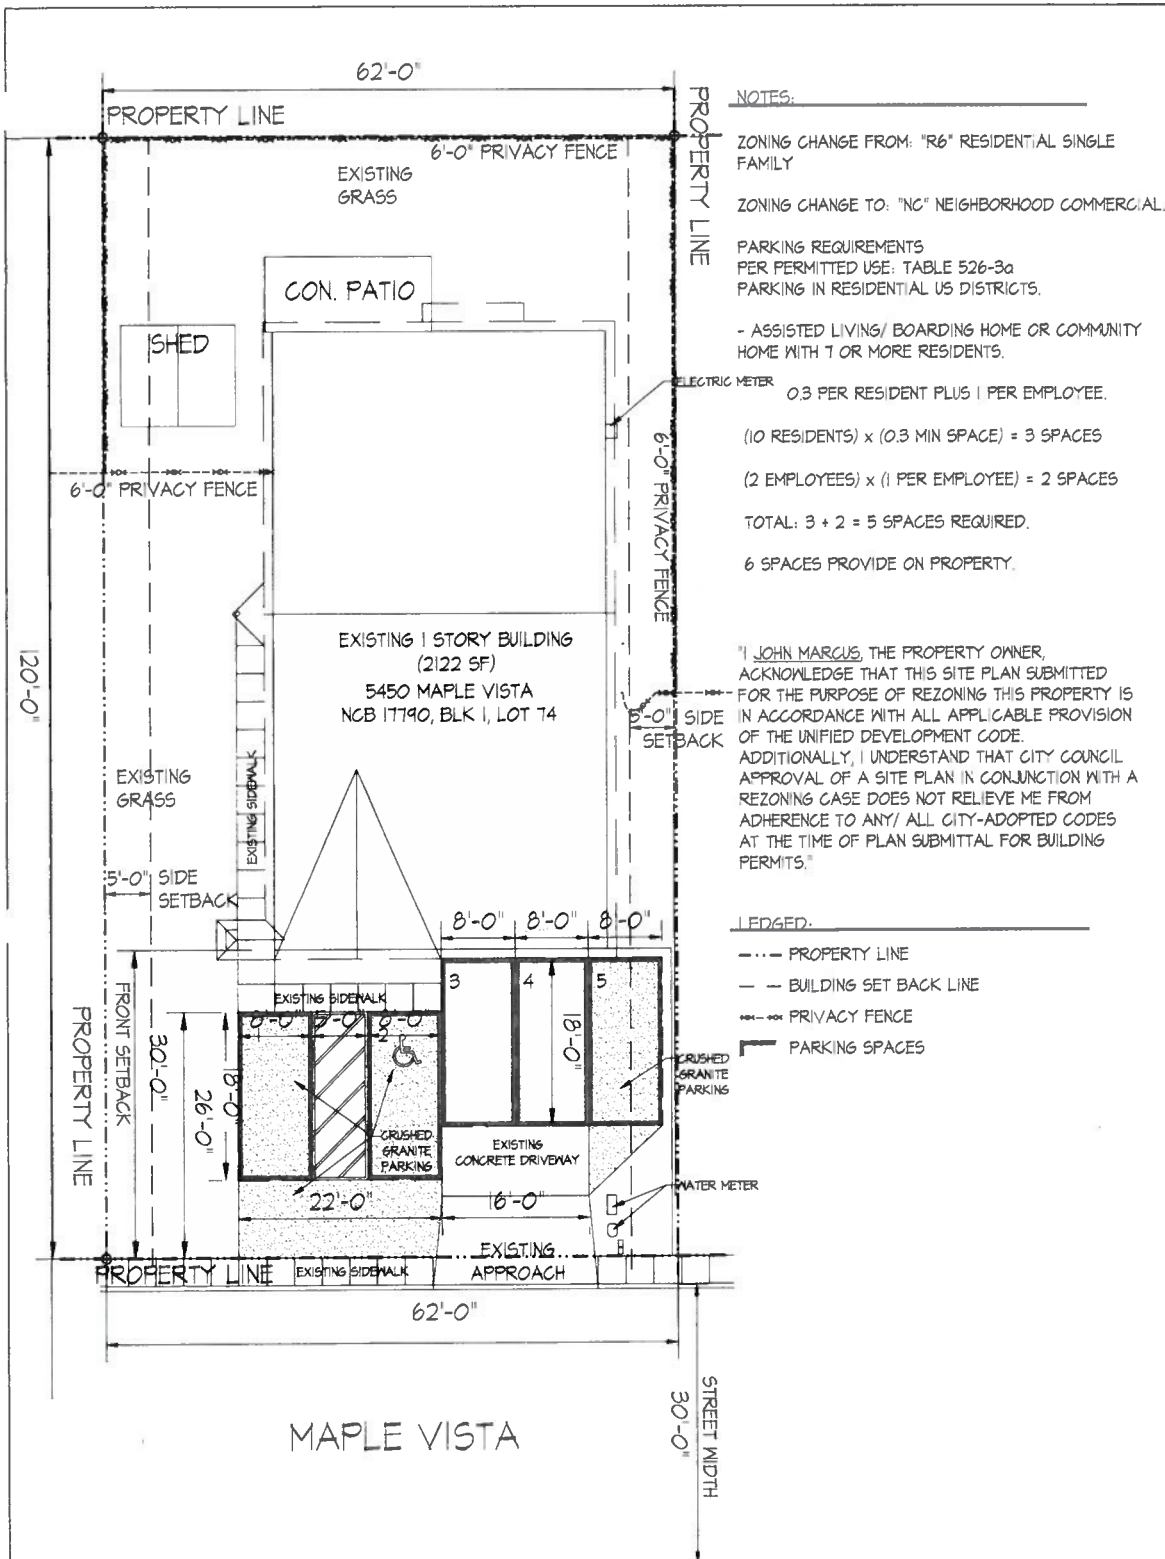 62'-0"
PROPERTY LINE
6'-0" PRIVACY FENCE
PROPERTY LINE
EXISTING
GRASS
CON. PATIO
SHED
ELECTRIC METER
6'-0" PRIVACY FENCE
6'-0" PRIVACY FENCE
120'-0"
EXISTING 1 STORY BUILDING
(2122 SF)
5450 MAPLE VISTA
NCB 17790, BLK 1, LOT 74
5'-0" SIDE
SETBACK
EXISTING
GRASS
EXISTING SIDEWALK
5'-0" SIDE
SETBACK
8'-0" 8'-0" 8'-0"
3 4 5
18'-0"
EXISTING SIDEWALK
5'-0"
2
FRONT SETBACK
30'-0"
26'-0"
18'-0"
1
PROPERTY LINE
CRUSHED
GRANITE
PARKING
CRUSHED
GRANITE
PARKING
EXISTING
CONCRETE DRIVEWAY
WATER METER
22'-0"
16'-0"
EXISTING
APPROACH
PROPERTY LINE
EXISTING SIDEWALK
62'-0"
MAPLE VISTA
STREET WIDTH
30'-0"
NOTES:
ZONING CHANGE FROM: "R6" RESIDENTIAL SINGLE
FAMILY
ZONING CHANGE TO: "NC" NEIGHBORHOOD COMMERCIAL.
PARKING REQUIREMENTS
PER PERMITTED USE: TABLE 526-3a
PARKING IN RESIDENTIAL US DISTRICTS.
- ASSISTED LIVING/ BOARDING HOME OR COMMUNITY
HOME WITH 7 OR MORE RESIDENTS.
0.3 PER RESIDENT PLUS 1 PER EMPLOYEE.
(10 RESIDENTS) x (0.3 MIN SPACE) = 3 SPACES
(2 EMPLOYEES) x (1 PER EMPLOYEE) = 2 SPACES
TOTAL: 3 + 2 = 5 SPACES REQUIRED.
6 SPACES PROVIDE ON PROPERTY.
"I JOHN MARCUS, THE PROPERTY OWNER,
ACKNOWLEDGE THAT THIS SITE PLAN SUBMITTED
FOR THE PURPOSE OF REZONING THIS PROPERTY IS
IN ACCORDANCE WITH ALL APPLICABLE PROVISION
OF THE UNIFIED DEVELOPMENT CODE.
ADDITIONALLY, I UNDERSTAND THAT CITY COUNCIL
APPROVAL OF A SITE PLAN IN CONJUNCTION WITH A
REZONING CASE DOES NOT RELIEVE ME FROM
ADHERENCE TO ANY/ ALL CITY-ADOPTED CODES
AT THE TIME OF PLAN SUBMITTAL FOR BUILDING
PERMITS."
LEDGED:
PROPERTY LINE
BUILDING SET BACK LINE
PRIVACY FENCE
PARKING SPACES